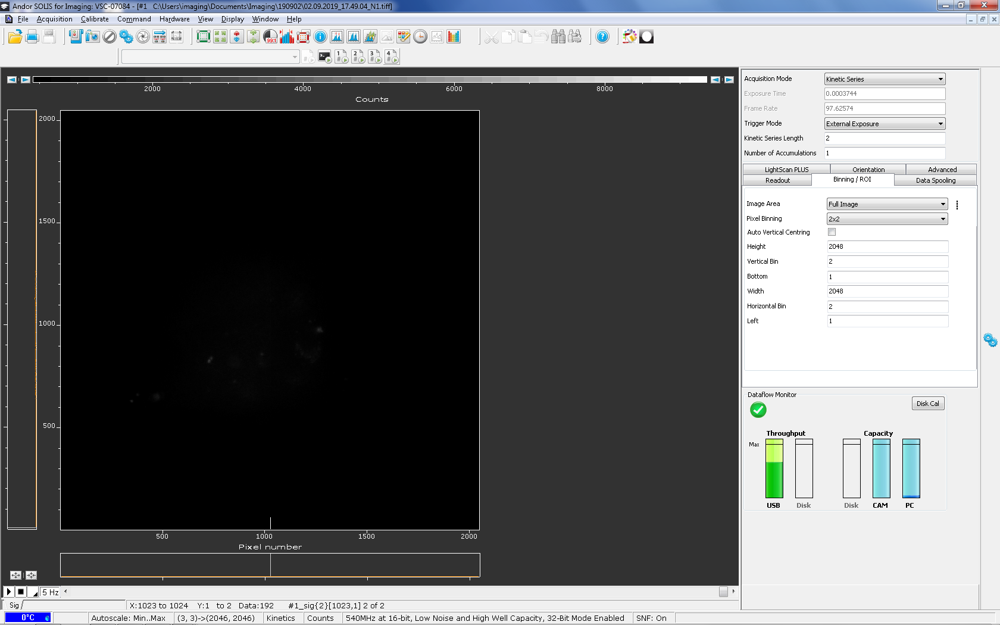 Andor SOLIS for Imaging: VSC-07084 - [#1 C:\Users\imaging\Documents\Imaging\190902\02.09.2019_17.49.04_N1.tiff]
File Acquisition Calibrate Command Hardware View Display Window Help
99:1
# 1 # 2 # 3 # 4 #
2000 4000 6000 8000
Counts
2000
1500
1000
500
500 1000 1500 2000
Pixel number
5 Hz
Sig X:1023 to 1024 Y:1 to 2 Data:192 #1_sig{2}[1023,1] 2 of 2
0°C Autoscale: Min..Max (3, 3)->(2046, 2046) Kinetics Counts 540MHz at 16-bit, Low Noise and High Well Capacity, 32-Bit Mode Enabled SNF: On
Acquisition Mode Kinetic Series
Exposure Time 0.0003744
Frame Rate 97.62574
Trigger Mode External Exposure
Kinetic Series Length 2
Number of Accumulations 1
LightScan PLUS Orientation Advanced
Readout Binning / ROI Data Spooling
Image Area Full Image
Pixel Binning 2x2
Auto Vertical Centring
Height 2048
Vertical Bin 2
Bottom 1
Width 2048
Horizontal Bin 2
Left 1
Dataflow Monitor
Disk Cal
Throughput Capacity
Max
USB Disk Disk CAM PC